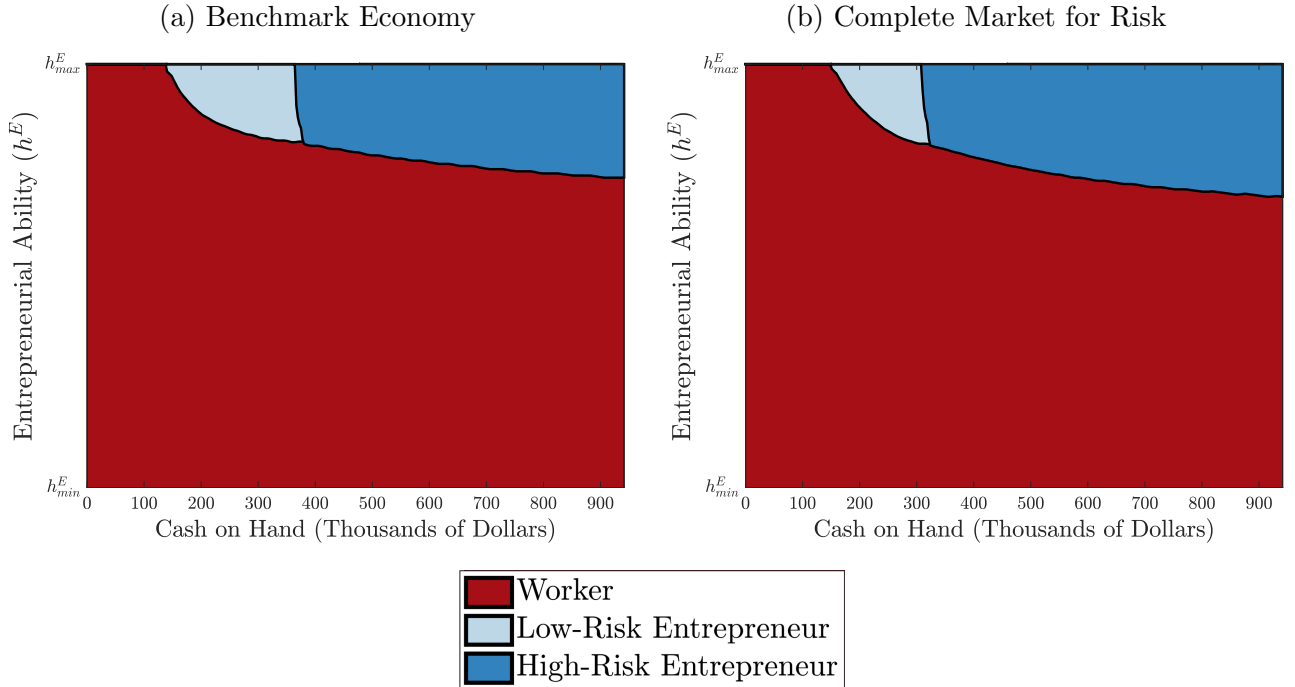 (a) Benchmark Economy
(b) Complete Market for Risk
h^E_max
Entrepreneurial Ability (h^E)
h^E_min
0 100 200 300 400 500 600 700 800 900
Cash on Hand (Thousands of Dollars)
h^E_max
Entrepreneurial Ability (h^E)
h^E_min
0 100 200 300 400 500 600 700 800 900
Cash on Hand (Thousands of Dollars)
Worker
Low-Risk Entrepreneur
High-Risk Entrepreneur